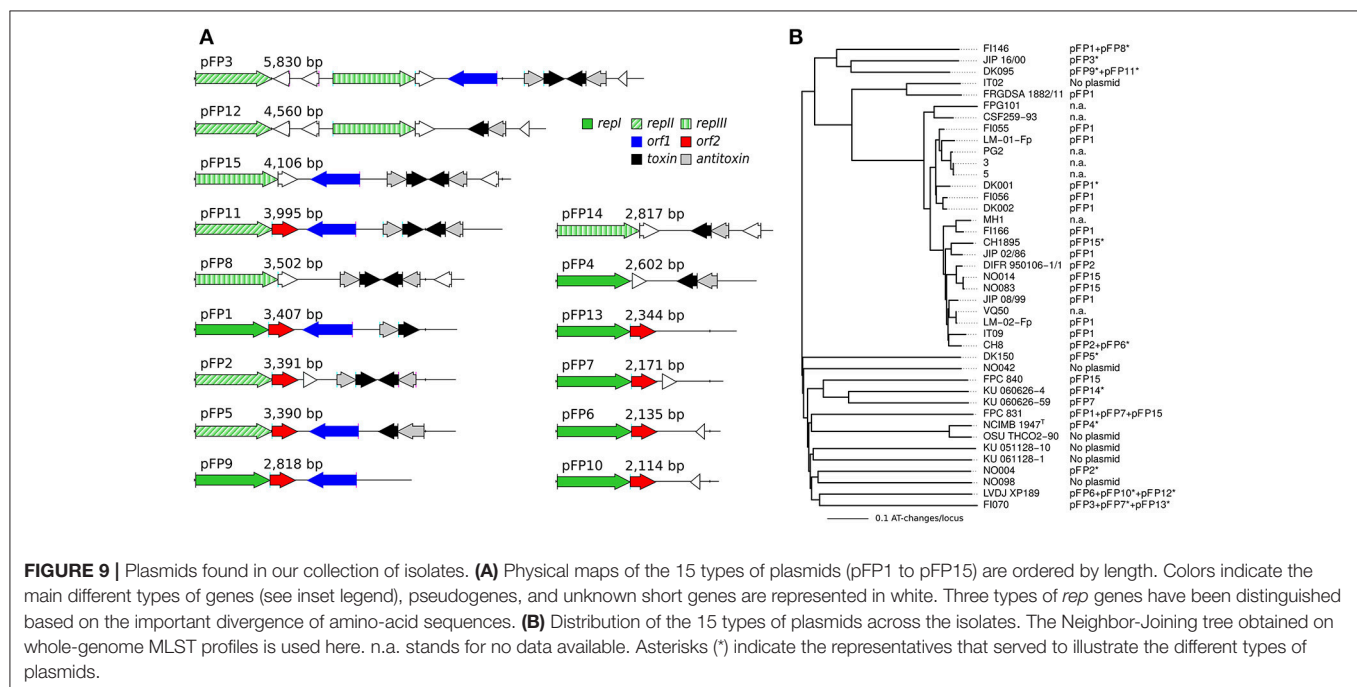 A
pFP3 5,830 bp
pFP12 4,560 bp
pFP15 4,106 bp
pFP11 3,995 bp
pFP8 3,502 bp
pFP1 3,407 bp
pFP2 3,391 bp
pFP5 3,390 bp
pFP9 2,818 bp
repI repII repIII
orf1 orf2
toxin antitoxin
pFP14 2,817 bp
pFP4 2,602 bp
pFP13 2,344 bp
pFP7 2,171 bp
pFP6 2,135 bp
pFP10 2,114 bp
B
FI146 pFP1+pFP8*
JIP 16/00 pFP3*
DK095 pFP9*+pFP11*
IT02 No plasmid
FRGDSA 1882/11 pFP1
FPG101 n.a.
CSF259-93 n.a.
FI055 pFP1
LM-01-Fp pFP1
PG2 n.a.
3 n.a.
5 n.a.
DK001 pFP1*
FI056 pFP1
DK002 pFP1
MH1 n.a.
FI166 pFP1
CH1895 pFP15*
JIP 02/86 pFP1
DIFR 950106-1/1 pFP2
NO014 pFP15
NO083 pFP15
JIP 08/99 pFP1
VQ50 n.a.
LM-02-Fp pFP1
IT09 pFP1
CH8 pFP2+pFP6*
DK150 pFP5*
NO042 No plasmid
FPC 840 pFP15
KU 060626-4 pFP14*
KU 060626-59 pFP7
FPC 831 pFP1+pFP7+pFP15
NCIMB 1947ᵀ pFP4*
OSU THCO2-90 No plasmid
KU 051128-10 No plasmid
KU 061128-1 No plasmid
NO004 pFP2*
NO098 No plasmid
LVDJ XP189 pFP6+pFP10*+pFP12*
FI070 pFP3+pFP7*+pFP13*
0.1 AT-changes/locus
FIGURE 9 | Plasmids found in our collection of isolates. (A) Physical maps of the 15 types of plasmids (pFP1 to pFP15) are ordered by length. Colors indicate the
main different types of genes (see inset legend), pseudogenes, and unknown short genes are represented in white. Three types of rep genes have been distinguished
based on the important divergence of amino-acid sequences. (B) Distribution of the 15 types of plasmids across the isolates. The Neighbor-Joining tree obtained on
whole-genome MLST profiles is used here. n.a. stands for no data available. Asterisks (*) indicate the representatives that served to illustrate the different types of
plasmids.